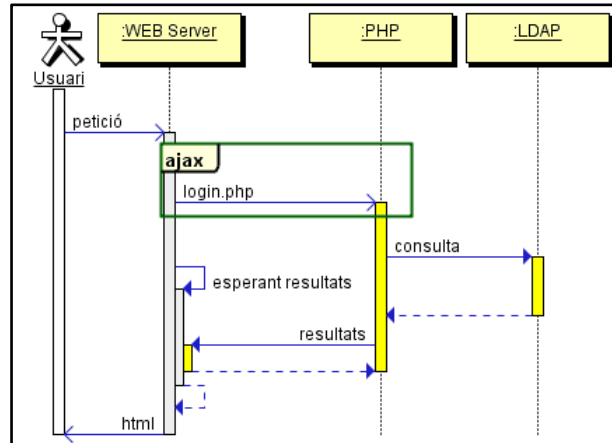 :WEB Server
:PHP
:LDAP
Usuari
petició
ajax
login.php
consulta
esperant resultats
resultats
html